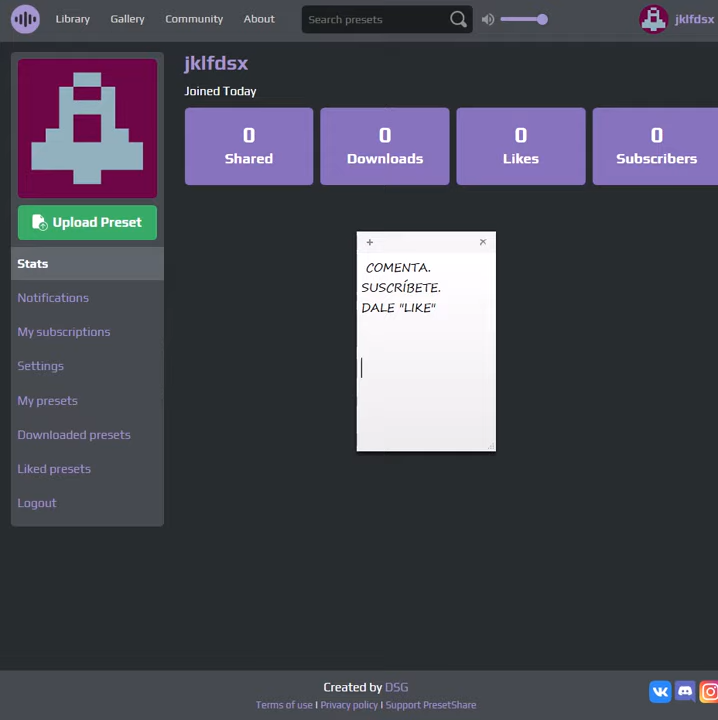 Library Gallery Community About Search presets jklfdsx
jklfdsx
Joined Today
0 0 0 0
Shared Downloads Likes Subscribers
Upload Preset
Stats
Notifications
My subscriptions
Settings
My presets
Downloaded presets
Liked presets
Logout
COMENTA.
SUSCRÍBETE.
DALE "LIKE"
Created by DSG
Terms of use | Privacy policy | Support PresetShare